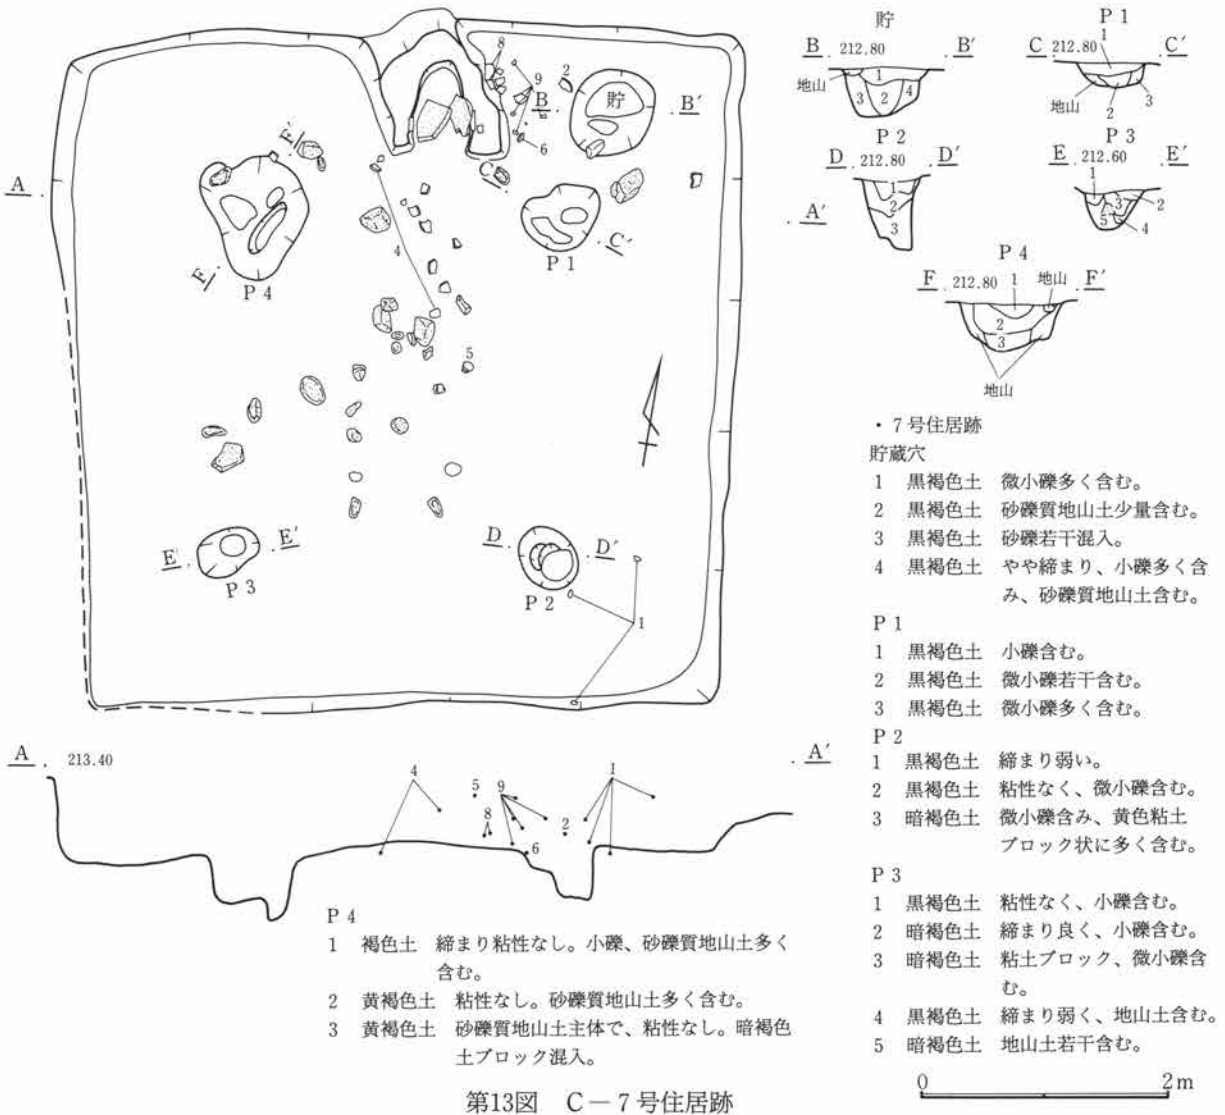 8
9
2
貯
B
B′
6
F′
A
C
A′
C′
P1
4
F
P4
5
E
E′
P3
D
D′
P2
1
貯
B 212.80 B′
地山
1
3 2 4
P1
1
C 212.80 C′
地山
2
3
P2
D 212.80 D′
1
2
3
P3
E 212.60 E′
1
3
2
5
4
P4
F 212.80 1 地山 F′
2
3
地山
・7号住居跡
貯蔵穴
1 黒褐色土 微小礫多く含む。
2 黒褐色土 砂礫質地山土少量含む。
3 黒褐色土 砂礫若干混入。
4 黒褐色土 やや締まり、小礫多く含
み、砂礫質地山土含む。
P1
1 黒褐色土 小礫含む。
2 黒褐色土 微小礫若干含む。
3 黒褐色土 微小礫多く含む。
P2
1 黒褐色土 締まり弱い。
2 黒褐色土 粘性なく、微小礫含む。
3 暗褐色土 微小礫含み、黄色粘土
ブロック状に多く含む。
P3
1 黒褐色土 粘性なく、小礫含む。
2 暗褐色土 締まり良く、小礫含む。
3 暗褐色土 粘土ブロック、微小礫含
む。
4 黒褐色土 締まり弱く、地山土含む。
5 暗褐色土 地山土若干含む。
A 213.40 A′
4
5
9
8
6
2
1
P4
1 褐色土 締まり粘性なし。小礫、砂礫質地山土多く
含む。
2 黄褐色土 粘性なし。砂礫質地山土多く含む。
3 黄褐色土 砂礫質地山土主体で、粘性なし。暗褐色
土ブロック混入。
0 2m
第13図 C－7号住居跡